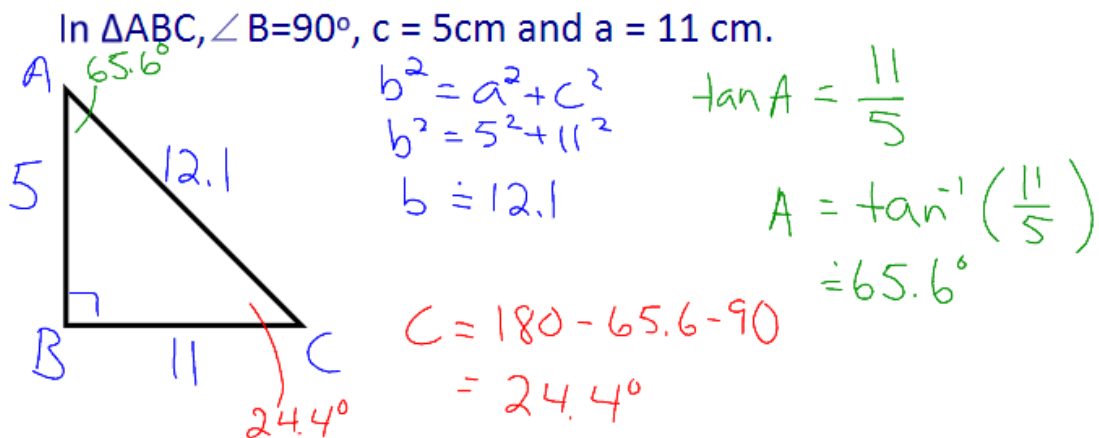 In ΔABC, ∠B=90°, c = 5cm and a = 11 cm.
A
65.6°
5
12.1
B
11
C
24.4°
b² = a² + c²
b² = 5² + 11²
b ≐ 12.1
tan A = 11/5
A = tan⁻¹ (11/5)
≐ 65.6°
C = 180 - 65.6 - 90
= 24.4°